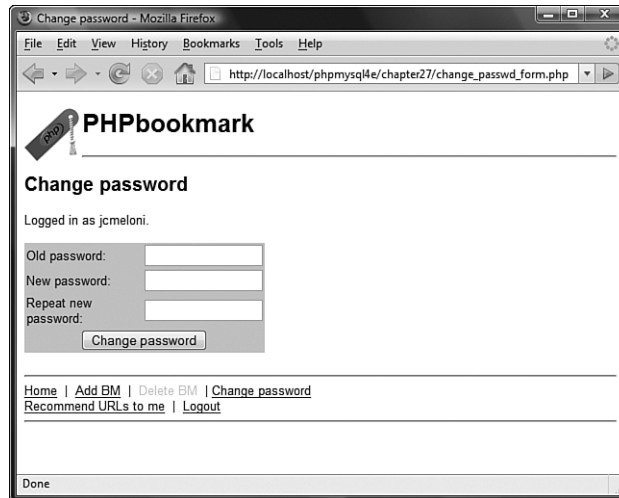 Change password - Mozilla Firefox
File Edit View History Bookmarks Tools Help
http://localhost/phpmysql4e/chapter27/change_passwd_form.php
php
PHPbookmark
Change password
Logged in as jcmeloni.
Old password:
New password:
Repeat new
password:
Change password
Home | Add BM | Delete BM | Change password
Recommend URLs to me | Logout
Done